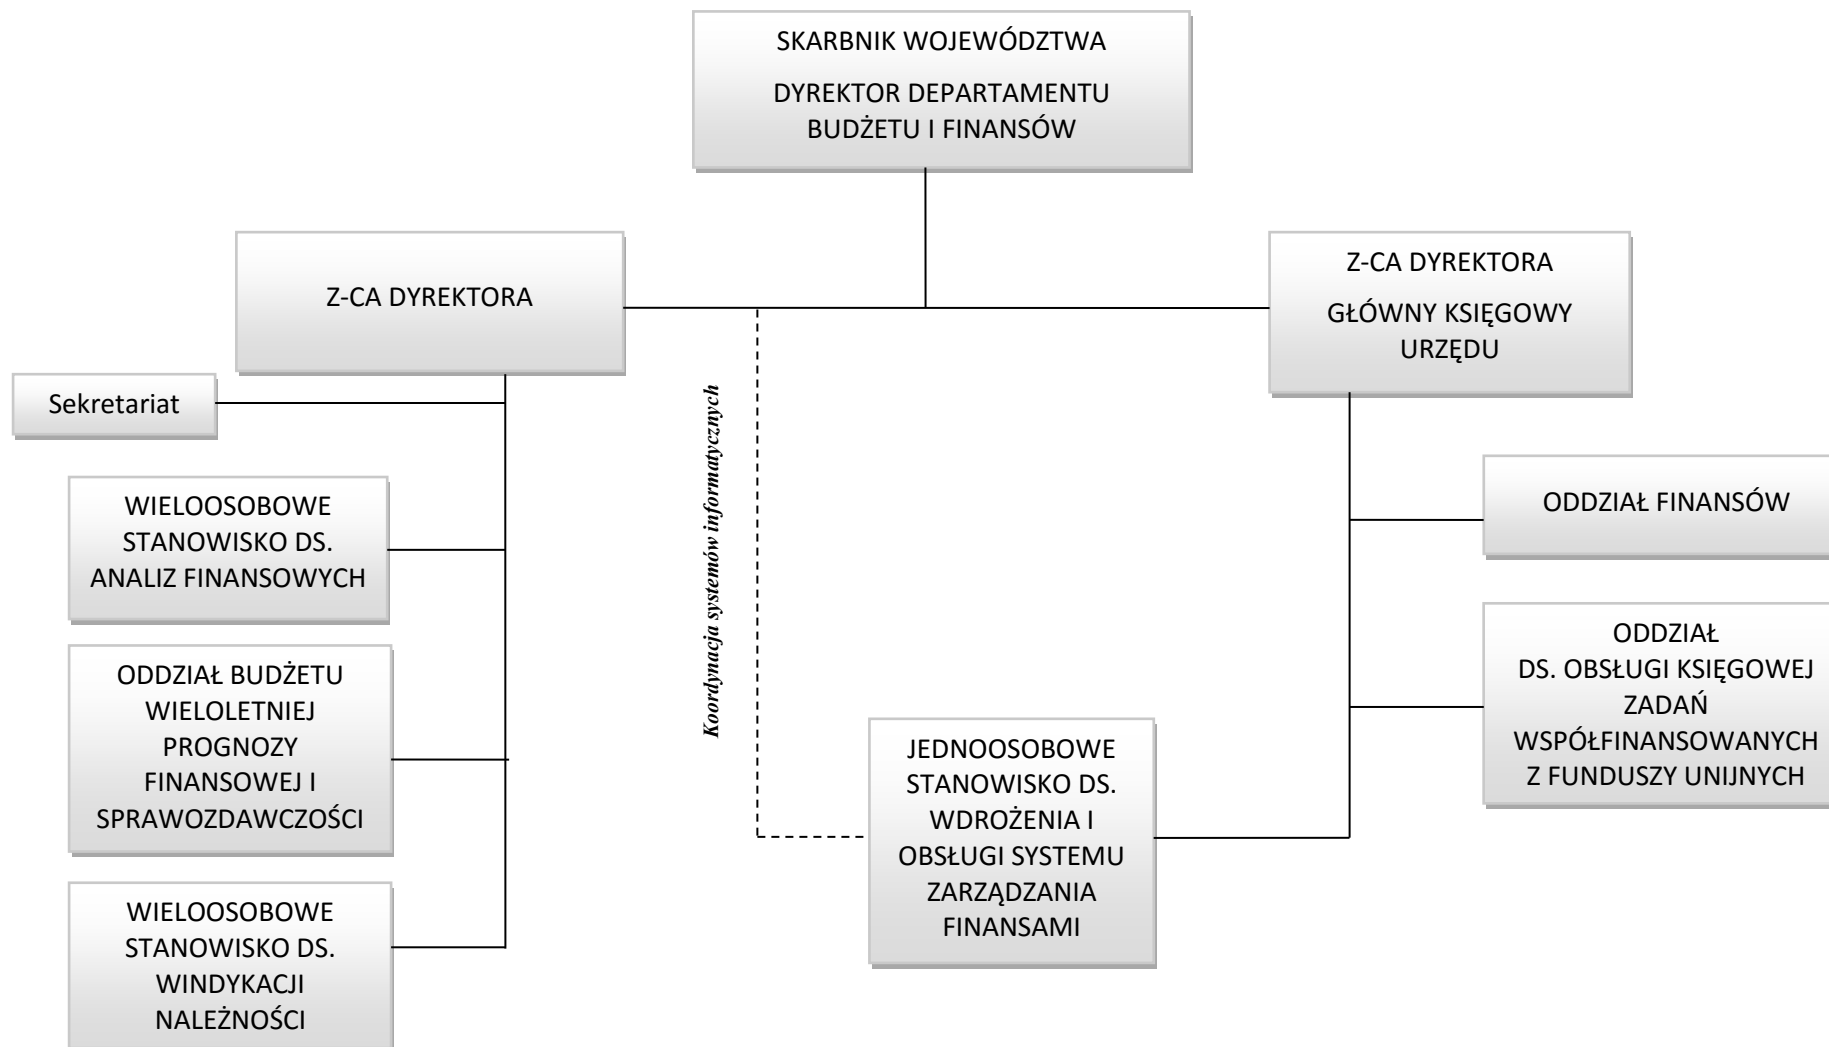 SKARBNIK WOJEWÓDZTWA
DYREKTOR DEPARTAMENTU
BUDŻETU I FINANSÓW
Z-CA DYREKTORA
Z-CA DYREKTORA
GŁÓWNY KSIĘGOWY
URZĘDU
Sekretariat
WIELOOSOBOWE
STANOWISKO DS.
ANALIZ FINANSOWYCH
ODDZIAŁ BUDŻETU
WIELOLETNIEJ
PROGNOZY
FINANSOWEJ I
SPRAWOZDAWCZOŚCI
WIELOOSOBOWE
STANOWISKO DS.
WINDYKACJI
NALEŻNOŚCI
Koordynacja systemów informatycznych
JEDNOOSOBOWE
STANOWISKO DS.
WDROŻENIA I
OBSŁUGI SYSTEMU
ZARZĄDZANIA
FINANSAMI
ODDZIAŁ FINANSÓW
ODDZIAŁ
DS. OBSŁUGI KSIĘGOWEJ
ZADAŃ
WSPÓŁFINANSOWANYCH
Z FUNDUSZY UNIJNYCH